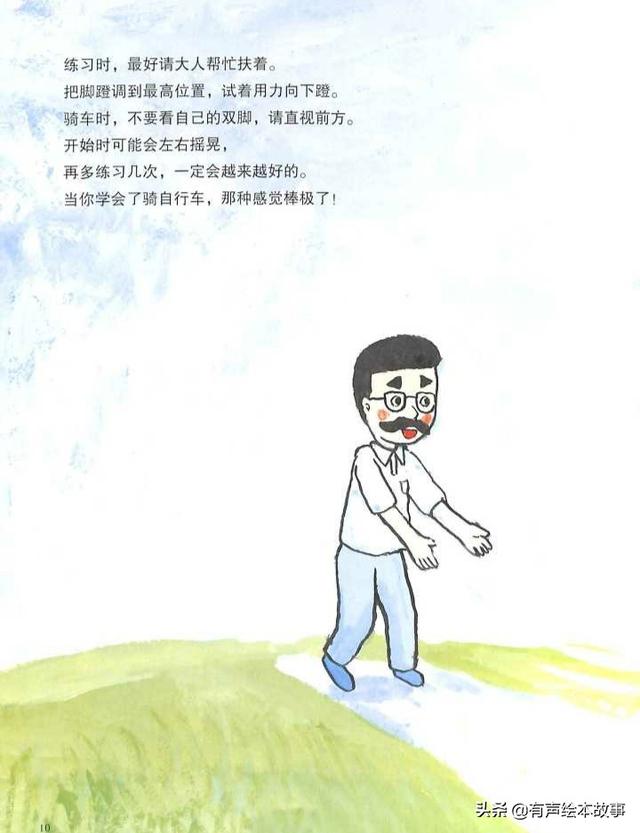 练习时，最好请大人帮忙扶着。
把脚蹬调到最高位置，试着用力向下蹬。
骑车时，不要看自己的双脚，请直视前方。
开始时可能会左右摇晃，
再多练习几次，一定会越来越好的。
当你学会了骑自行车，那种感觉棒极了！
10
头条 @有声绘本故事